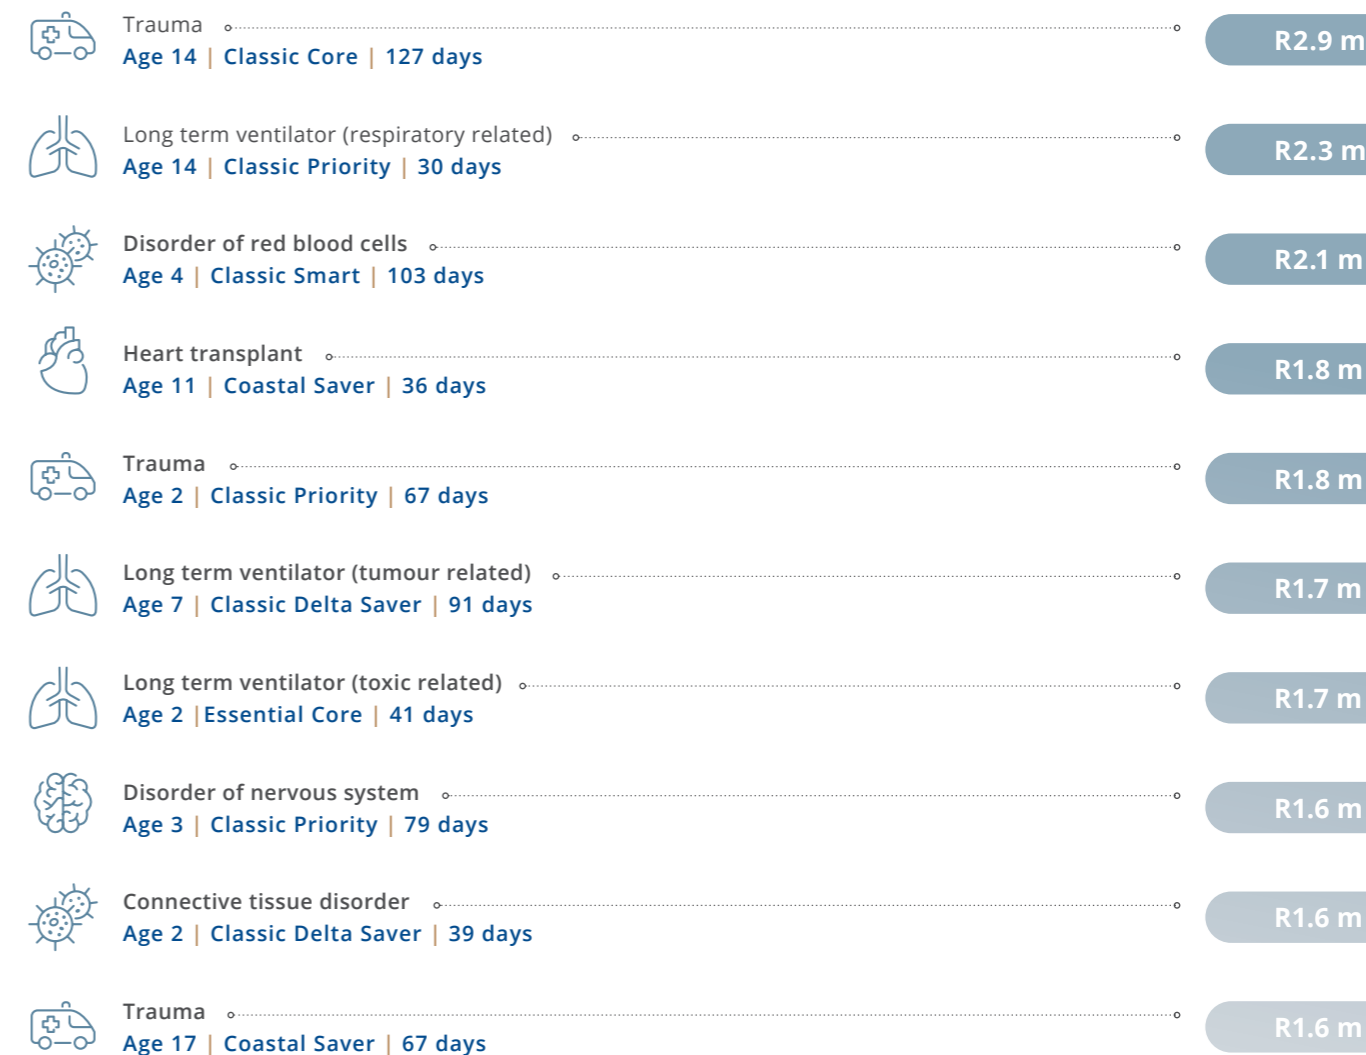 Trauma
R2.9 m
Age 14 | Classic Core | 127 days
Long term ventilator (respiratory related)
R2.3 m
Age 14 | Classic Priority | 30 days
Disorder of red blood cells
R2.1 m
Age 4 | Classic Smart | 103 days
Heart transplant
R1.8 m
Age 11 | Coastal Saver | 36 days
Trauma
R1.8 m
Age 2 | Classic Priority | 67 days
Long term ventilator (tumour related)
R1.7 m
Age 7 | Classic Delta Saver | 91 days
Long term ventilator (toxic related)
R1.7 m
Age 2 |Essential Core | 41 days
Disorder of nervous system
R1.6 m
Age 3 | Classic Priority | 79 days
Connective tissue disorder
R1.6 m
Age 2 | Classic Delta Saver | 39 days
Trauma
R1.6 m
Age 17 | Coastal Saver | 67 days